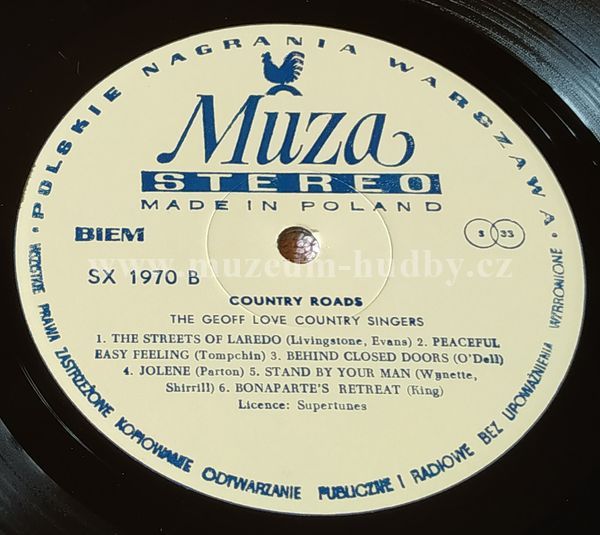 • POLSKIE NAGRANIA WARSZAWA •
Muza
STEREO
MADE IN POLAND
BIEM
S 33
SX 1970 B
www.muzeum-hudby.cz
COUNTRY ROADS
THE GEOFF LOVE COUNTRY SINGERS
1. THE STREETS OF LAREDO (Livingstone, Evans) 2. PEACEFUL
EASY FEELING (Tompchin) 3. BEHIND CLOSED DOORS (O'Dell)
4. JOLENE (Parton) 5. STAND BY YOUR MAN (Wynette,
Shirrill) 6. BONAPARTE'S RETREAT (King)
Licence: Supertunes
WSZYSTKIE PRAWA ZASTRZEŻONE KOPIOWANIE ODTWARZANIE PUBLICZNE I RADIOWE BEZ UPOWAŻNIENIA WZBRONIONE